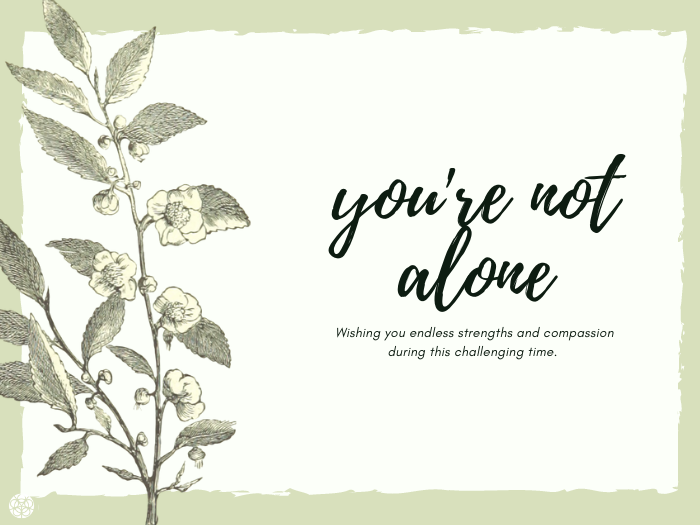 you're not
alone
Wishing you endless strengths and compassion
during this challenging time.